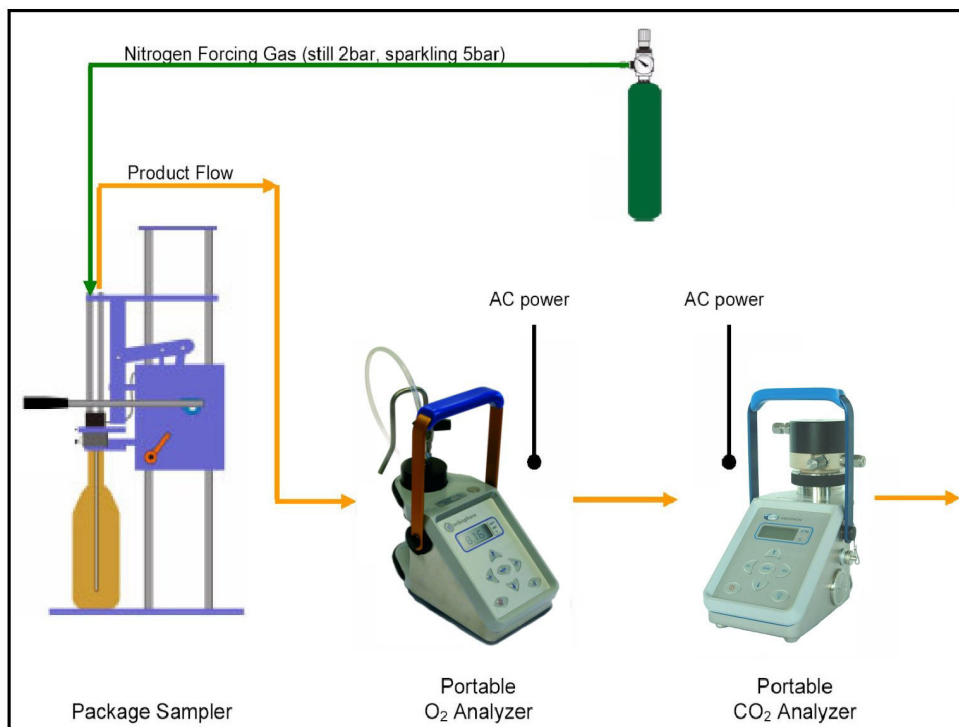 Nitrogen Forcing Gas (still 2bar, sparkling 5bar)
Product Flow
AC power
AC power
Package Sampler
Portable
O₂ Analyzer
Portable
CO₂ Analyzer